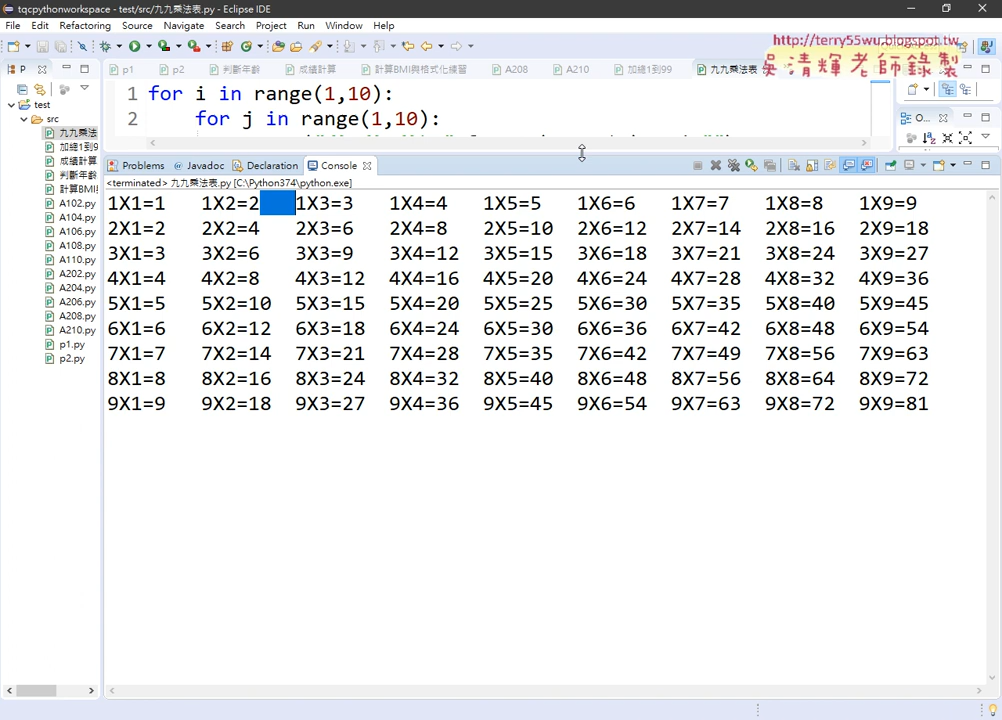 tqcpythonworkspace - test/src/九九乘法表.py - Eclipse IDE
File Edit Refactoring Source Navigate Search Project Run Window Help
http://terry55wu.blogspot.tw
吳清輝老師錄製
P
p1 p2 判斷年齡 成績計算 計算BMI與格式化練習 A208 A210 加總1到99 九九乘法表
test
src
九九乘法
加總1到9
成績計算
判斷年齡
計算BMI
A102.py
A104.py
A106.py
A108.py
A110.py
A202.py
A204.py
A206.py
A208.py
A210.py
p1.py
p2.py
1 for i in range(1,10):
2 for j in range(1,10):
O...
Problems Javadoc Declaration Console
<terminated> 九九乘法表.py [C:\Python374\python.exe]
1X1=1 1X2=2 1X3=3 1X4=4 1X5=5 1X6=6 1X7=7 1X8=8 1X9=9
2X1=2 2X2=4 2X3=6 2X4=8 2X5=10 2X6=12 2X7=14 2X8=16 2X9=18
3X1=3 3X2=6 3X3=9 3X4=12 3X5=15 3X6=18 3X7=21 3X8=24 3X9=27
4X1=4 4X2=8 4X3=12 4X4=16 4X5=20 4X6=24 4X7=28 4X8=32 4X9=36
5X1=5 5X2=10 5X3=15 5X4=20 5X5=25 5X6=30 5X7=35 5X8=40 5X9=45
6X1=6 6X2=12 6X3=18 6X4=24 6X5=30 6X6=36 6X7=42 6X8=48 6X9=54
7X1=7 7X2=14 7X3=21 7X4=28 7X5=35 7X6=42 7X7=49 7X8=56 7X9=63
8X1=8 8X2=16 8X3=24 8X4=32 8X5=40 8X6=48 8X7=56 8X8=64 8X9=72
9X1=9 9X2=18 9X3=27 9X4=36 9X5=45 9X6=54 9X7=63 9X8=72 9X9=81